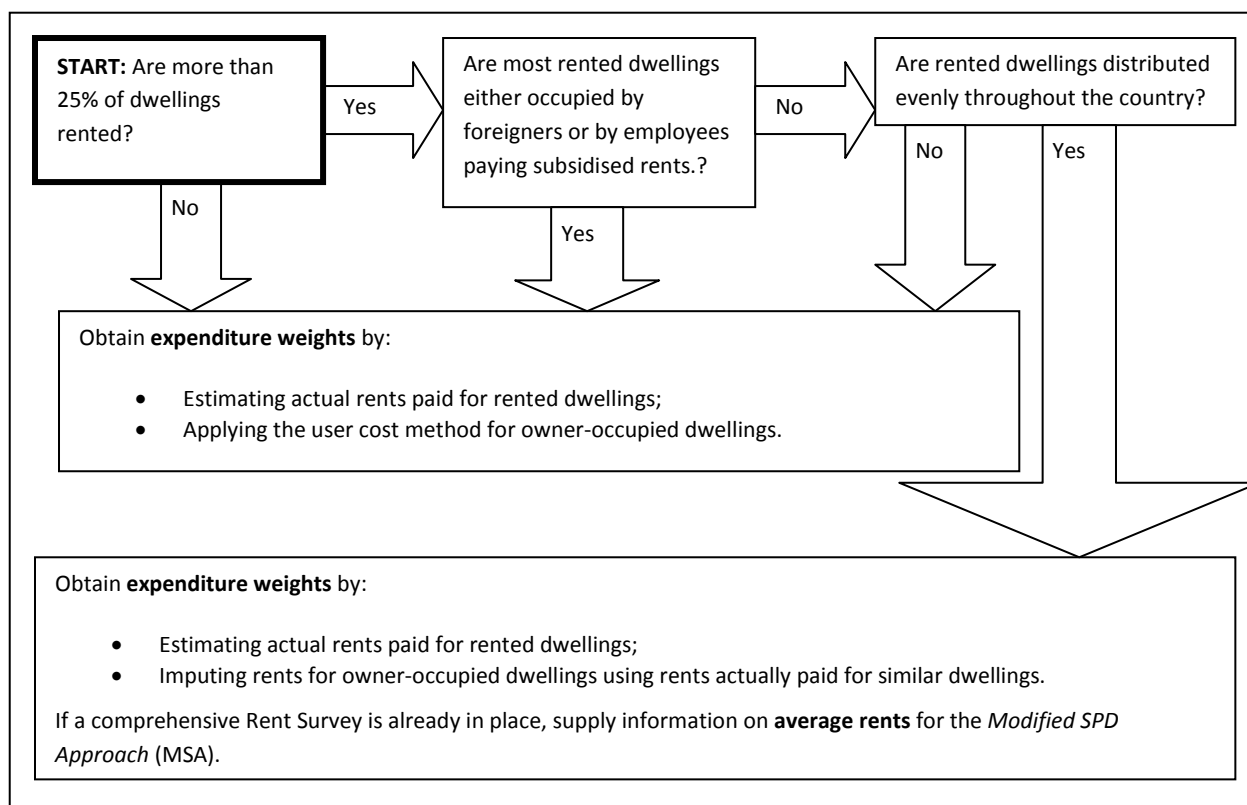 START: Are more than
25% of dwellings
rented?
Yes
Are most rented dwellings
either occupied by
foreigners or by employees
paying subsidised rents.?
No
Are rented dwellings distributed
evenly throughout the country?
No
Yes
No
Yes
Obtain expenditure weights by:
• Estimating actual rents paid for rented dwellings;
• Applying the user cost method for owner-occupied dwellings.
Obtain expenditure weights by:
• Estimating actual rents paid for rented dwellings;
• Imputing rents for owner-occupied dwellings using rents actually paid for similar dwellings.
If a comprehensive Rent Survey is already in place, supply information on average rents for the Modified SPD
Approach (MSA).